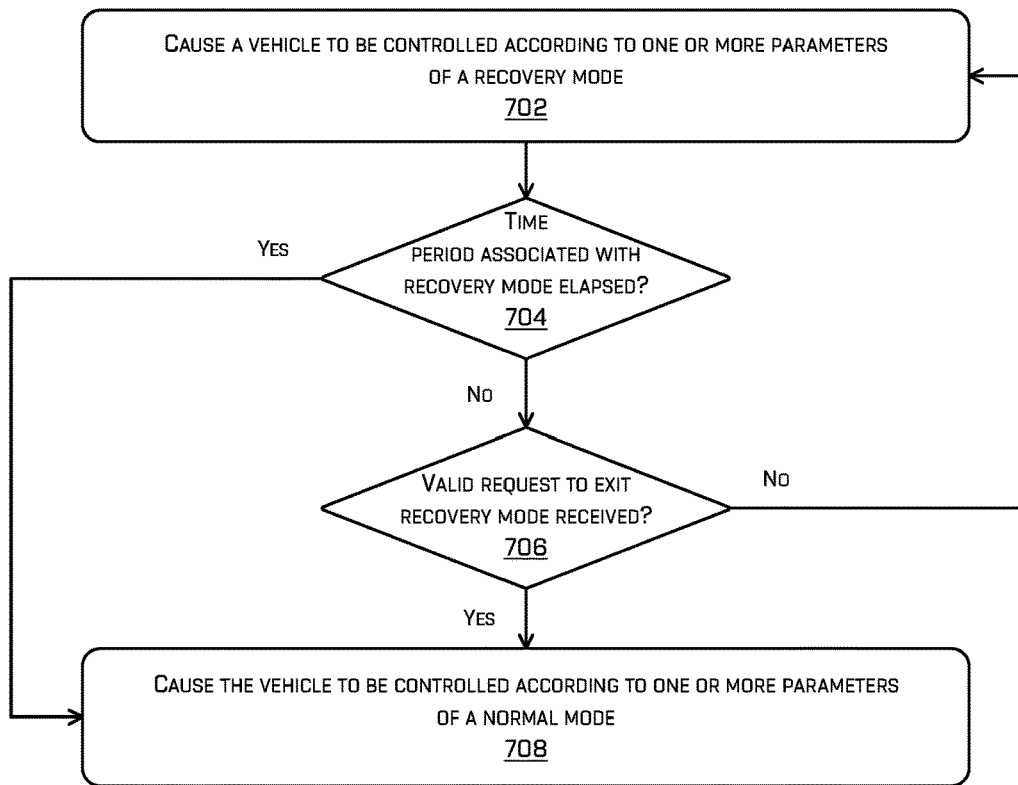 CAUSE A VEHICLE TO BE CONTROLLED ACCORDING TO ONE OR MORE PARAMETERS
OF A RECOVERY MODE
702
TIME
PERIOD ASSOCIATED WITH
RECOVERY MODE ELAPSED?
704
YES
NO
VALID REQUEST TO EXIT
RECOVERY MODE RECEIVED?
706
NO
YES
CAUSE THE VEHICLE TO BE CONTROLLED ACCORDING TO ONE OR MORE PARAMETERS
OF A NORMAL MODE
708